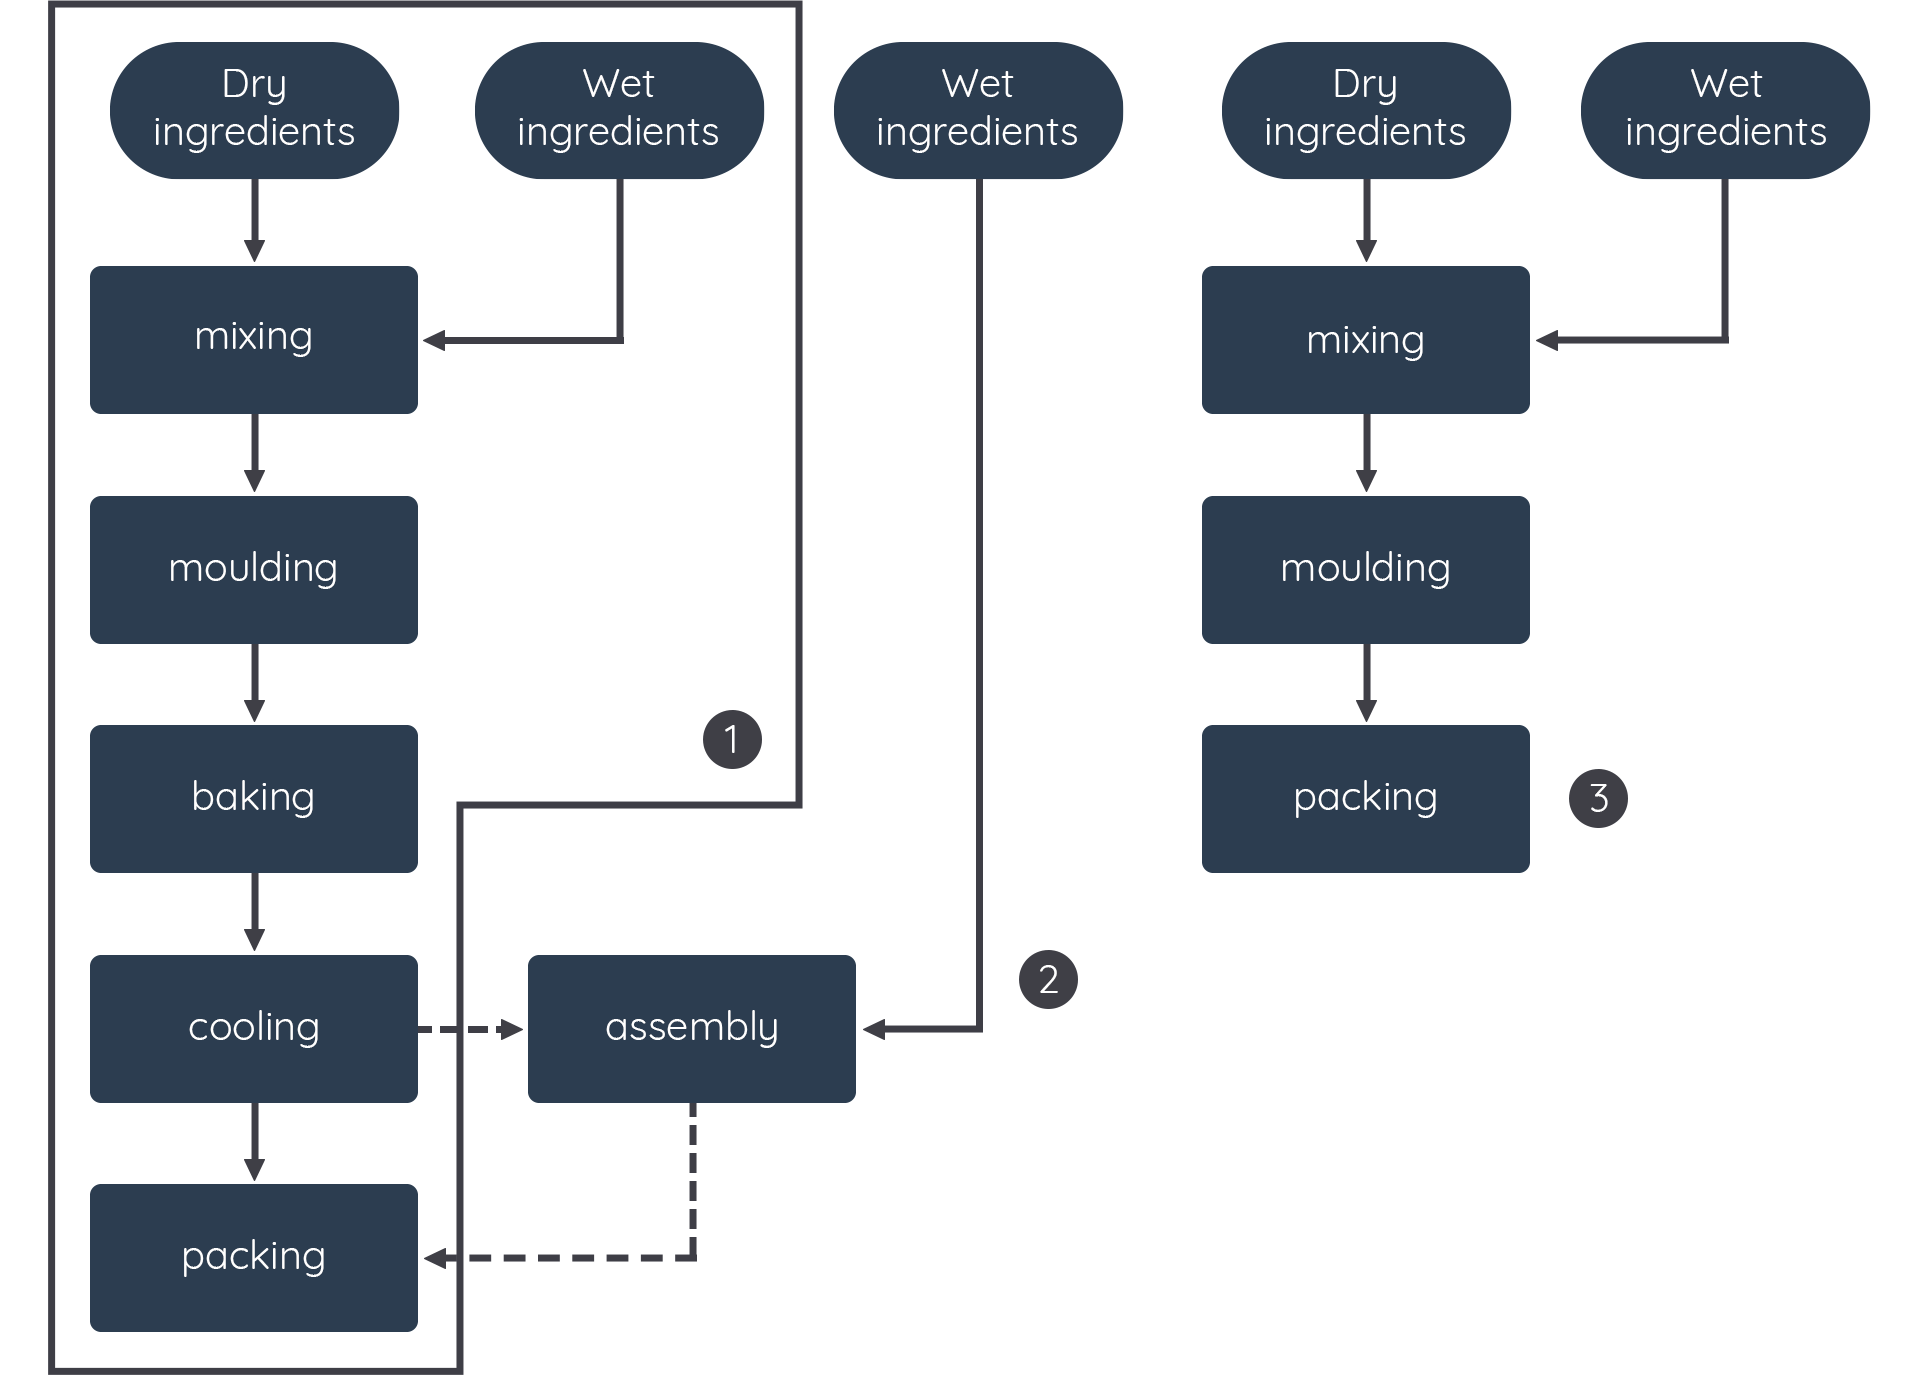 Dry
ingredients
Wet
ingredients
Wet
ingredients
Dry
ingredients
Wet
ingredients
mixing
mixing
moulding
moulding
1
baking
packing
3
2
cooling
assembly
packing